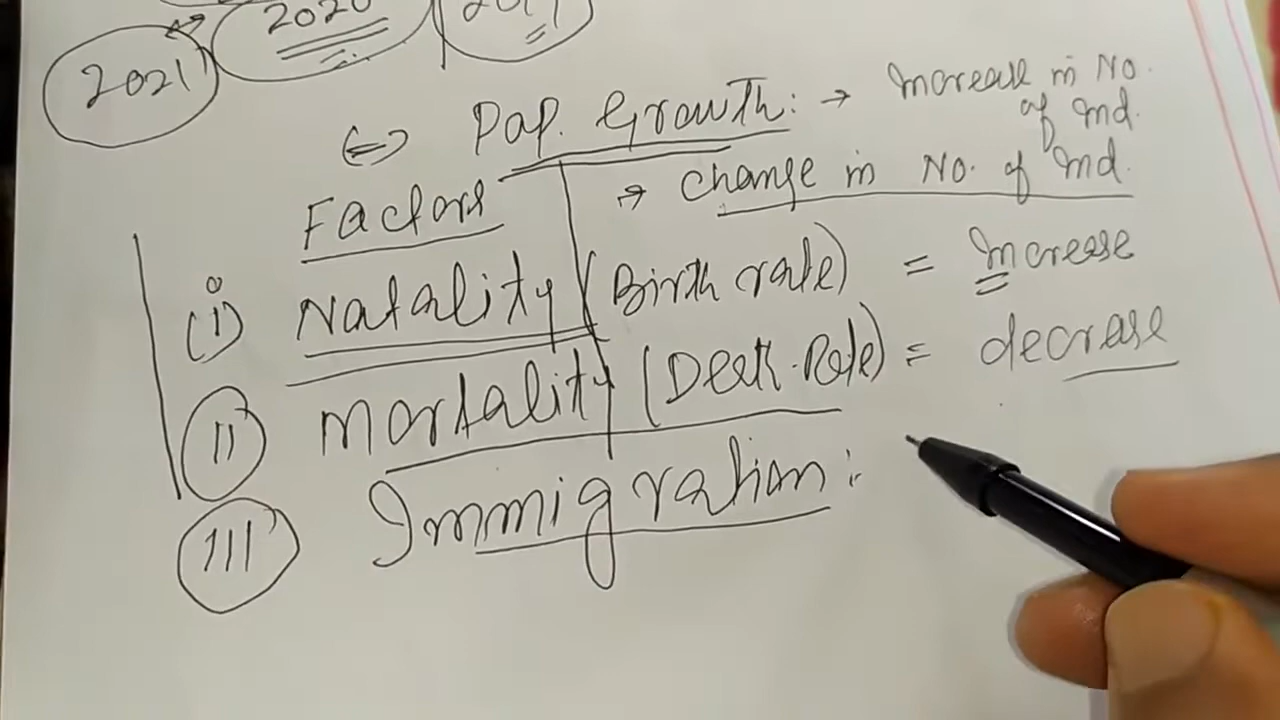 2021 2020
⇔ Pop. Growth: → Increase in No.
of Ind.
Factors → Change in No. of Ind.
(i) Natality (Birth rate) = Increase
II Mortality (Death Rate) = decrease
III Immigration: